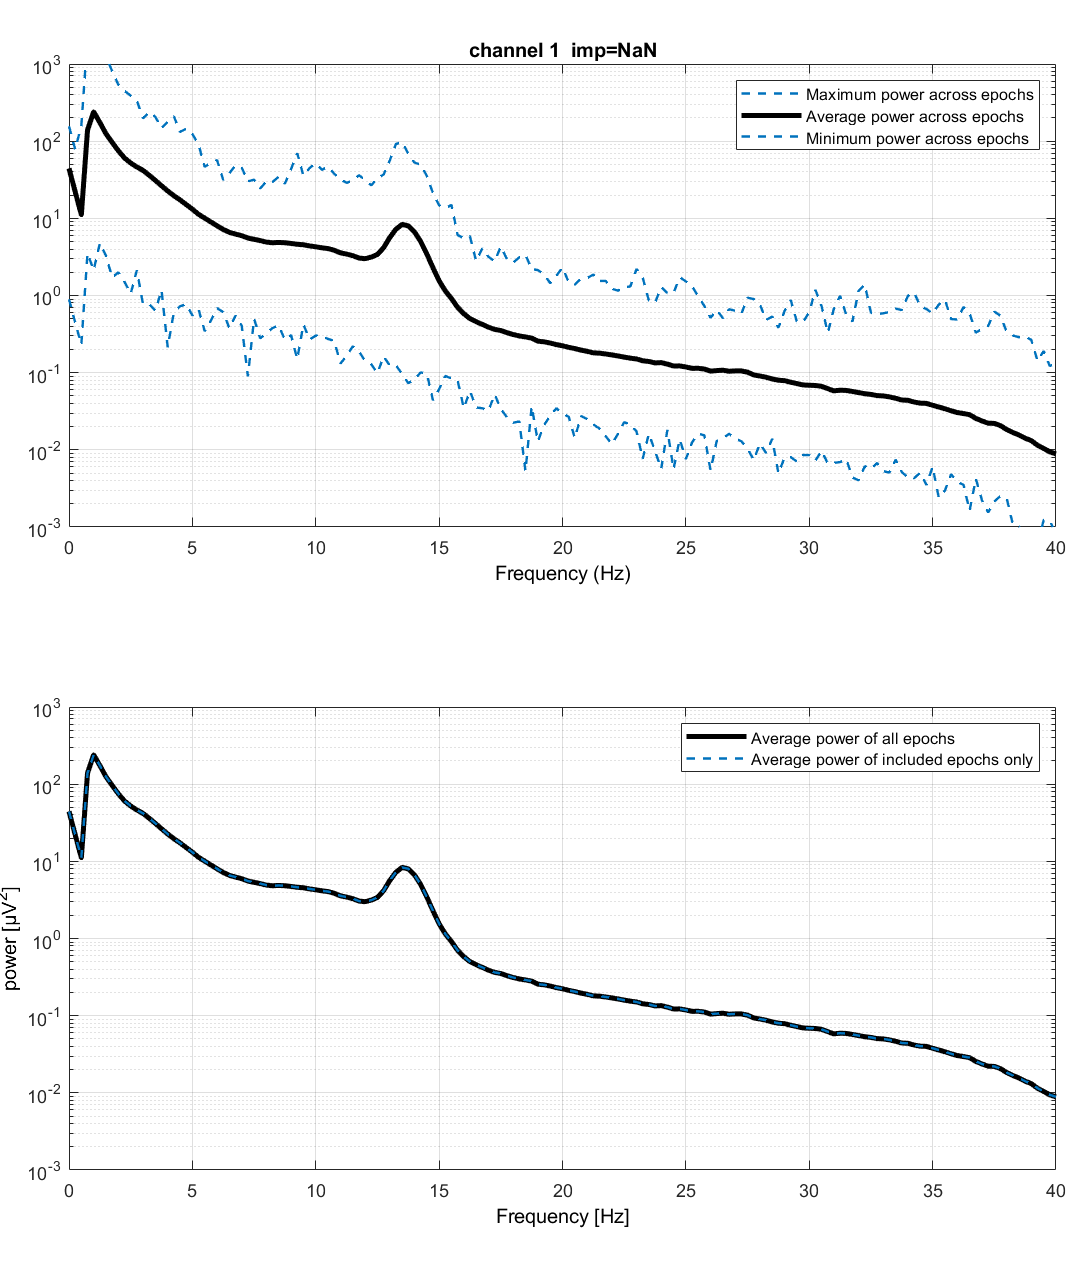 channel 1  imp=NaN
10^3
10^2
10^1
10^0
10^-1
10^-2
10^-3
Maximum power across epochs
Average power across epochs
Minimum power across epochs
0 5 10 15 20 25 30 35 40
Frequency (Hz)
10^3
10^2
10^1
10^0
10^-1
10^-2
10^-3
power [μV^2]
Average power of all epochs
Average power of included epochs only
0 5 10 15 20 25 30 35 40
Frequency [Hz]